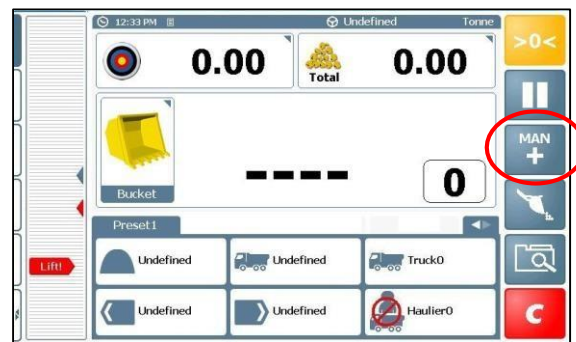 12:33 PM
Undefined
Tonne
>0<
0.00
Total
0.00
MAN
+
Bucket
----
0
Preset1
Undefined
Undefined
Truck0
Lift!
Undefined
Undefined
Haulier0
C